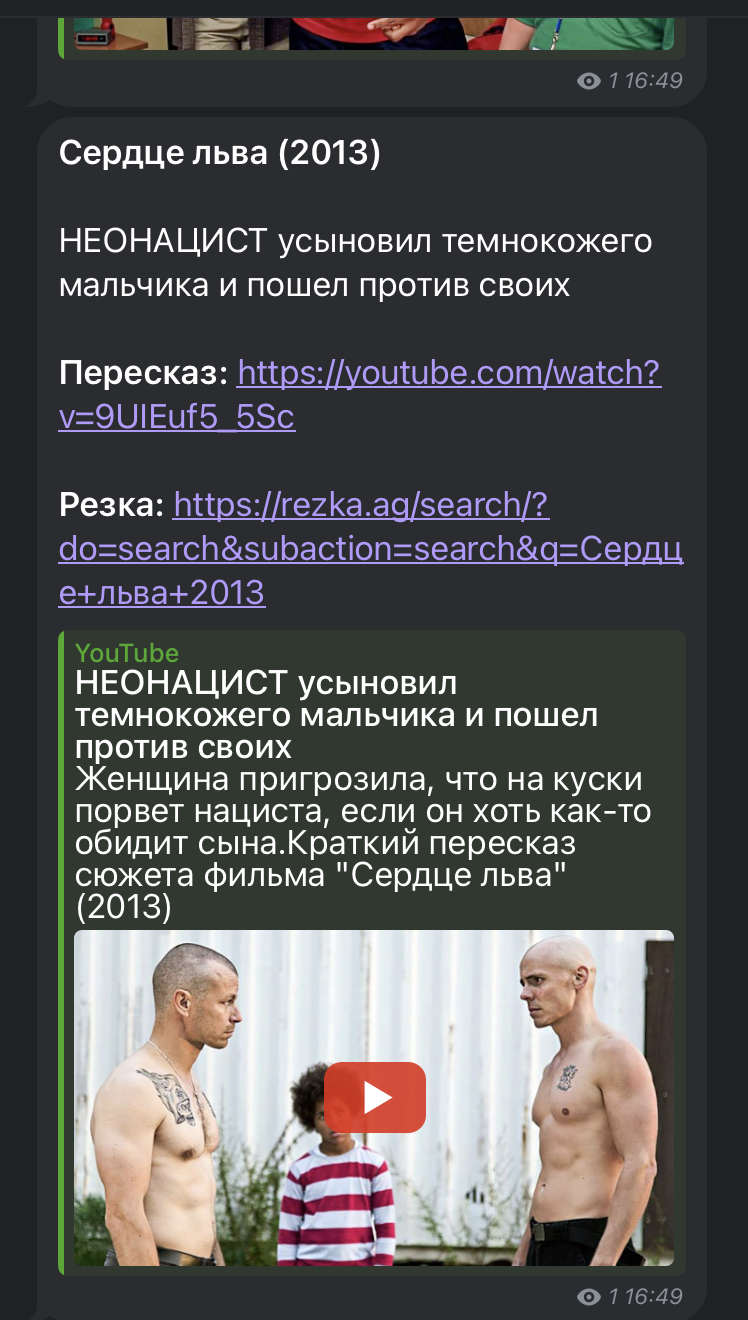 1 16:49
Сердце льва (2013)
НЕОНАЦИСТ усыновил темнокожего
мальчика и пошел против своих
Пересказ: https://youtube.com/watch?
v=9UIEuf5_5Sc
Резка: https://rezka.ag/search/?
do=search&subaction=search&q=Сердц
е+льва+2013
YouTube
НЕОНАЦИСТ усыновил
темнокожего мальчика и пошел
против своих
Женщина пригрозила, что на куски
порвет нациста, если он хоть как-то
обидит сына.Краткий пересказ
сюжета фильма "Сердце льва"
(2013)
1 16:49